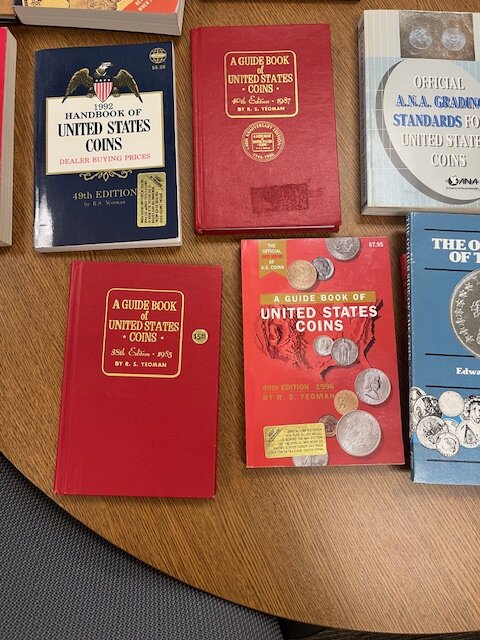 $5.50
1992
HANDBOOK OF
UNITED STATES
COINS
DEALER BUYING PRICES
49th EDITION
by R.S. Yeoman
A GUIDE BOOK
of
UNITED STATES
• COINS •
40th Edition • 1987
BY R. S. YEOMAN
OFFICIAL
A.N.A. GRADING
STANDARDS FO
UNITED STATE
COINS
ANA
A GUIDE BOOK
of
UNITED STATES
• COINS •
38th Edition • 1985
BY R. S. YEOMAN
THE OFFICIAL
RED BOOK
OF U.S. COINS
$7.95
A GUIDE BOOK OF
UNITED STATES
COINS
49TH EDITION 1996
BY R. S. YEOMAN
THE O
OF T
Edwa